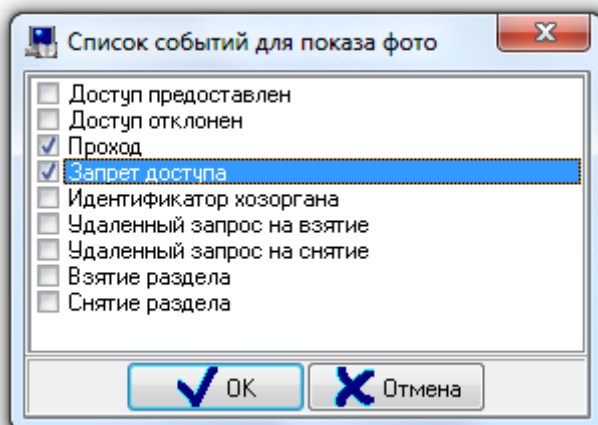 Список событий для показа фото
Доступ предоставлен
Доступ отклонен
Проход
Запрет доступа
Идентификатор хозоргана
Удаленный запрос на взятие
Удаленный запрос на снятие
Взятие раздела
Снятие раздела
OK
Отмена